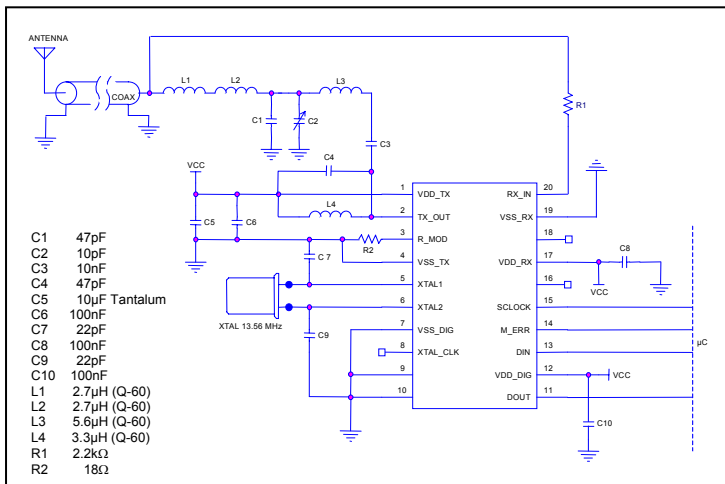 ANTENNA
COAX
L1 L2 L3
C1 C2 C3
R1
VCC
C4
L4
C5 C6
C 7
R2
C9
XTAL 13.56 MHz
1 VDD_TX
2 TX_OUT
3 R_MOD
4 VSS_TX
5 XTAL1
6 XTAL2
7 VSS_DIG
8 XTAL_CLK
9
10
RX_IN 20
VSS_RX 19
18
VDD_RX 17
16
SCLOCK 15
M_ERR 14
DIN 13
VDD_DIG 12
DOUT 11
C8
VCC
µC
VCC
C10
C1 47pF
C2 10pF
C3 10nF
C4 47pF
C5 10µF Tantalum
C6 100nF
C7 22pF
C8 100nF
C9 22pF
C10 100nF
L1 2.7µH (Q-60)
L2 2.7µH (Q-60)
L3 5.6µH (Q-60)
L4 3.3µH (Q-60)
R1 2.2kΩ
R2 18Ω